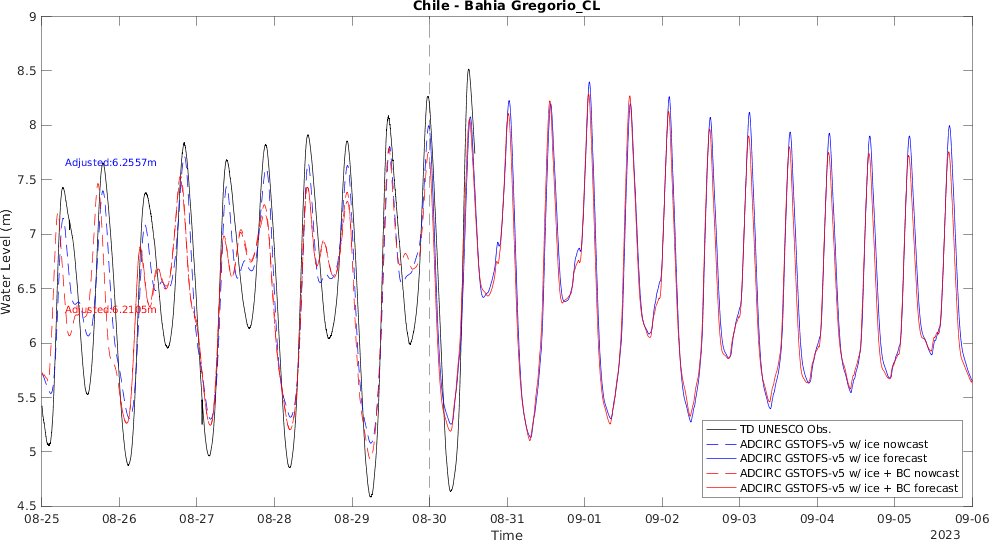 Chile - Bahia Gregorio_CL
9
8.5
8
7.5
7
6.5
6
5.5
5
4.5
Water Level (m)
Adjusted:6.2557m
Adjusted:6.2105m
TD UNESCO Obs.
ADCIRC GSTOFS-v5 w/ ice nowcast
ADCIRC GSTOFS-v5 w/ ice forecast
ADCIRC GSTOFS-v5 w/ ice + BC nowcast
ADCIRC GSTOFS-v5 w/ ice + BC forecast
08-25 08-26 08-27 08-28 08-29 08-30 08-31 09-01 09-02 09-03 09-04 09-05 09-06
Time
2023